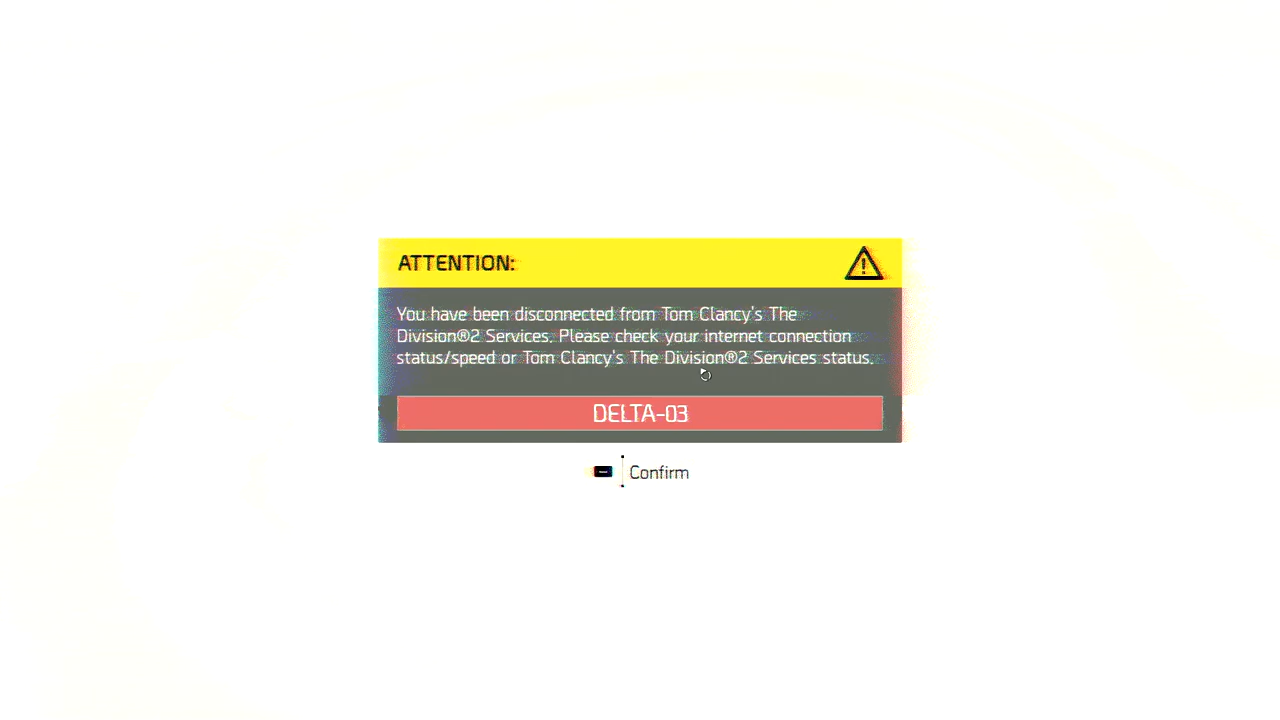 ATTENTION:
You have been disconnected from Tom Clancy's The
Division®2 Services. Please check your internet connection
status/speed or Tom Clancy's The Division®2 Services status.
DELTA-03
Confirm